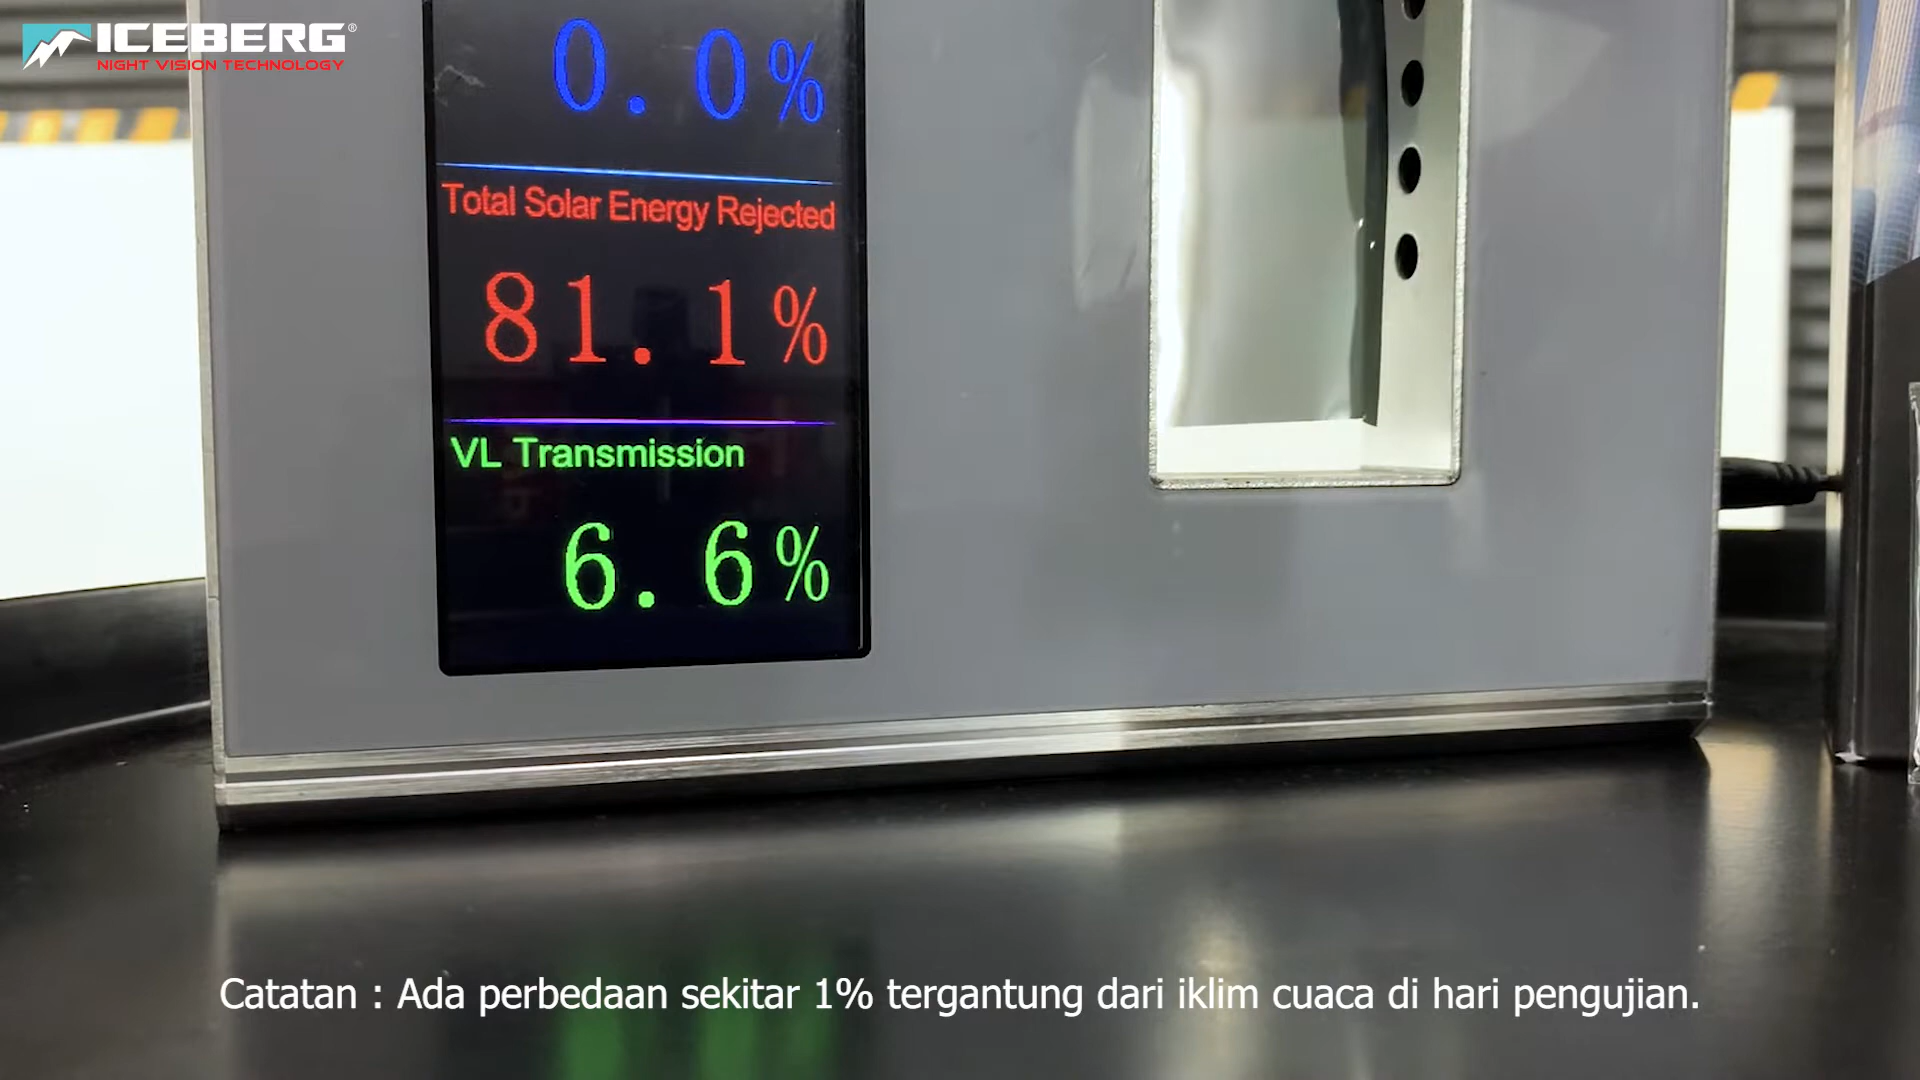 ICEBERG®
NIGHT VISION TECHNOLOGY
0.0%
Total Solar Energy Rejected
81.1%
VL Transmission
6.6%
Catatan : Ada perbedaan sekitar 1% tergantung dari iklim cuaca di hari pengujian.